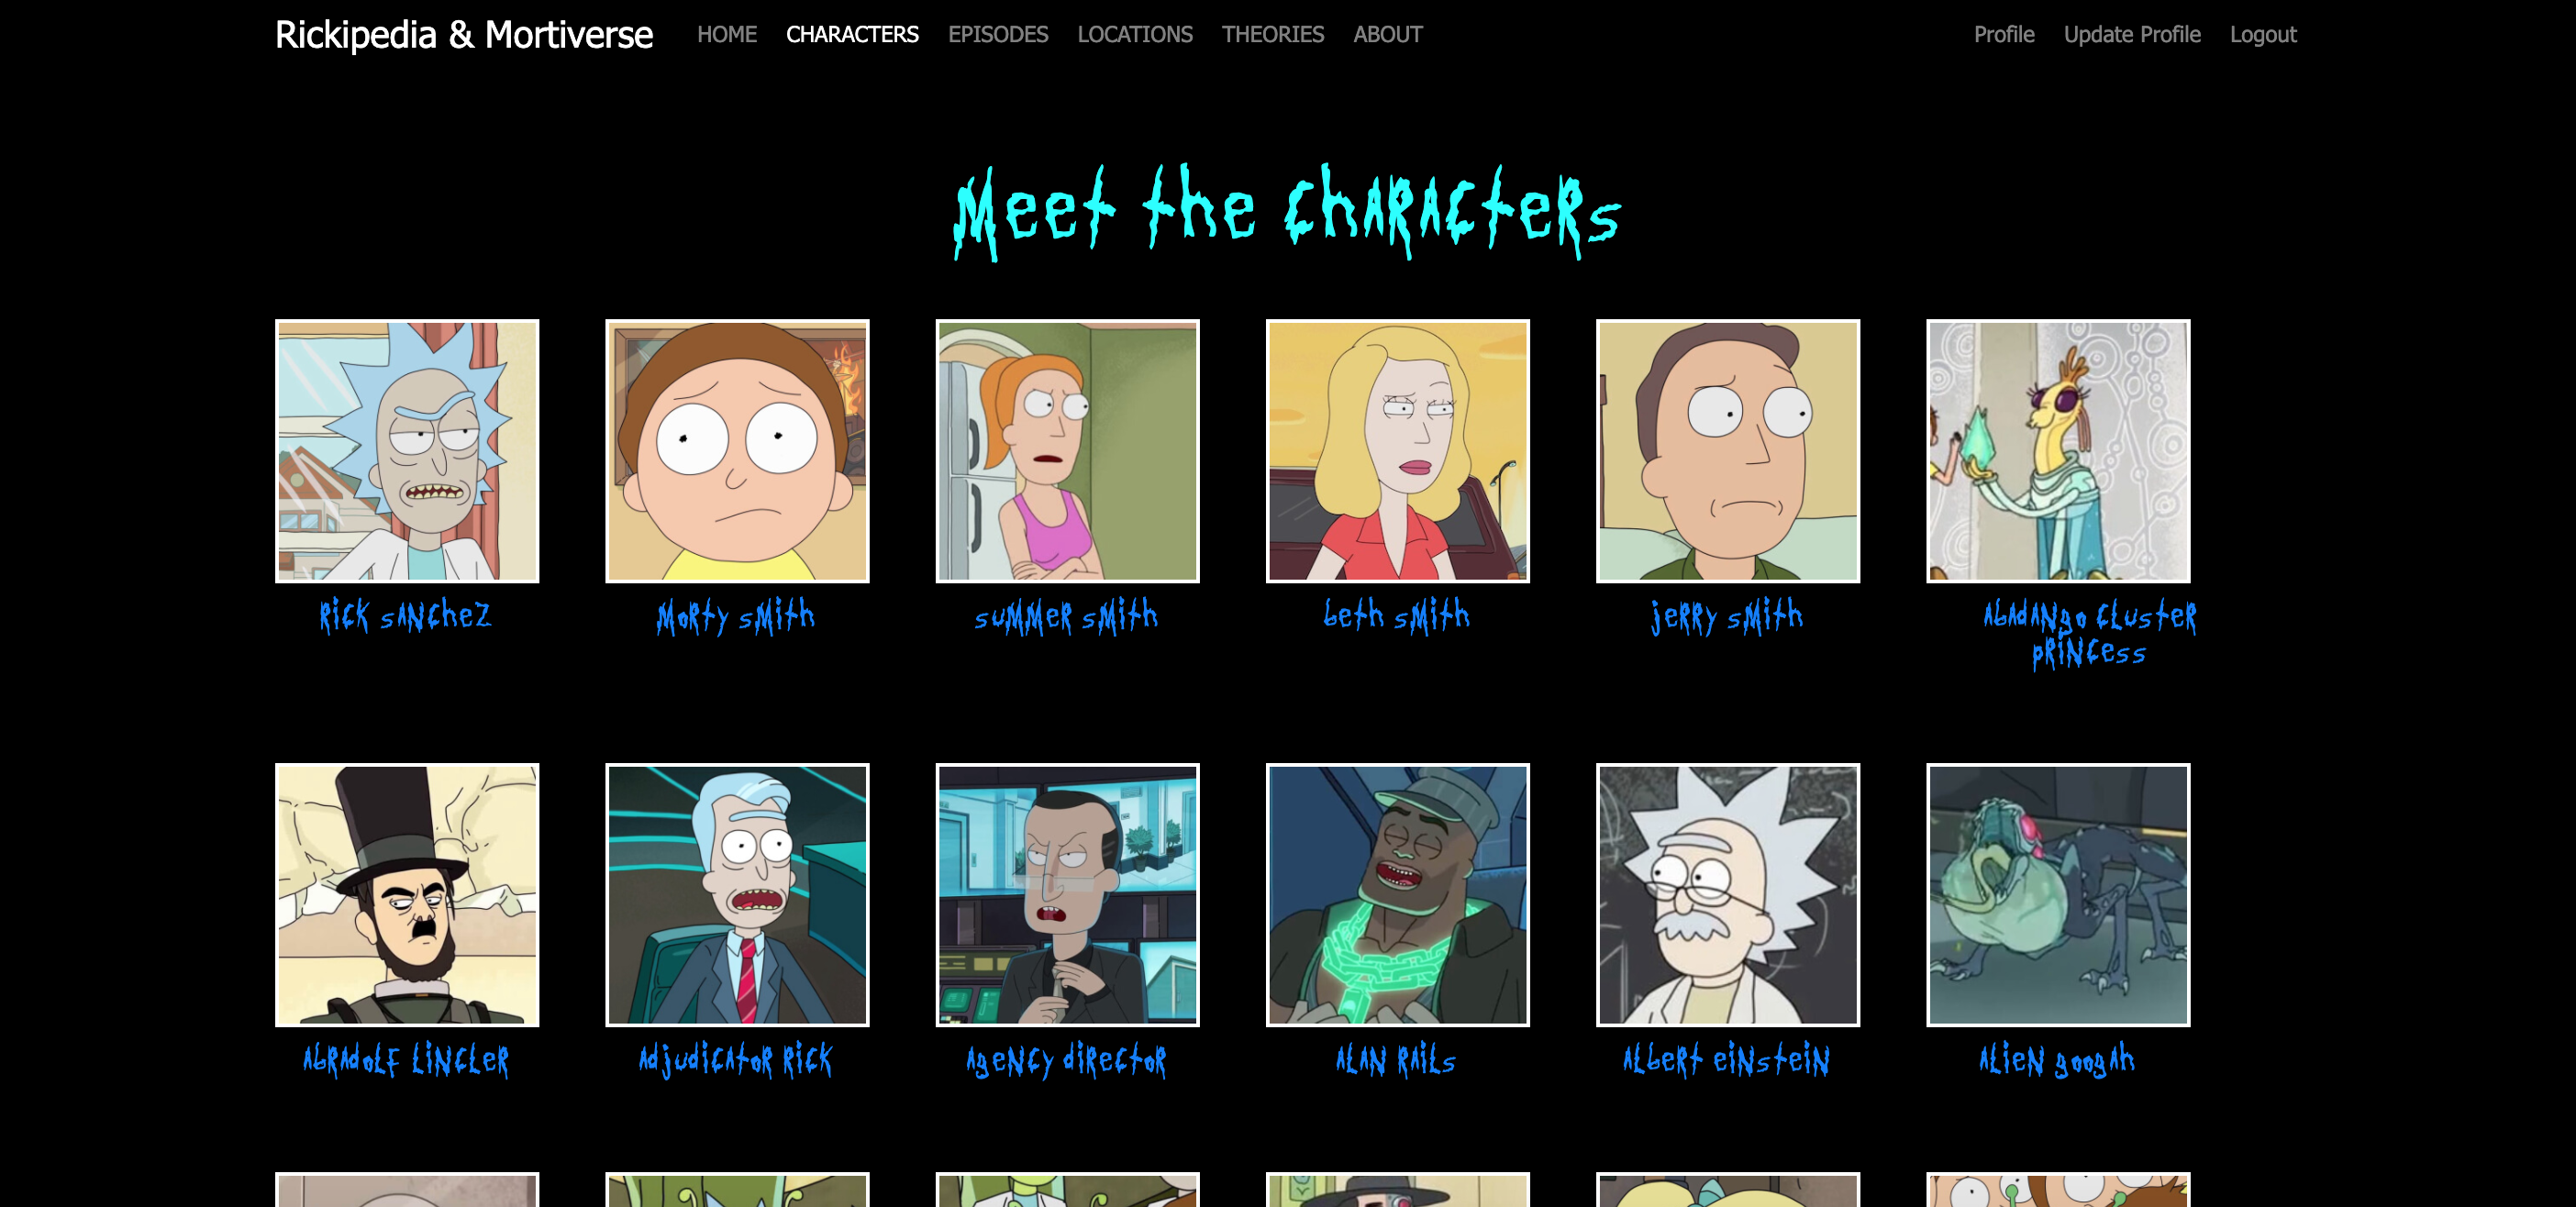 Rickipedia & Mortiverse HOME CHARACTERS EPISODES LOCATIONS THEORIES ABOUT Profile Update Profile Logout
Meet the Characters
Rick Sanchez
Morty Smith
Summer Smith
Beth Smith
Jerry Smith
Abadango Cluster
Princess
Abradolf Lincler
Adjudicator Rick
Agency Director
Alan Rails
Albert Einstein
Alien Googah